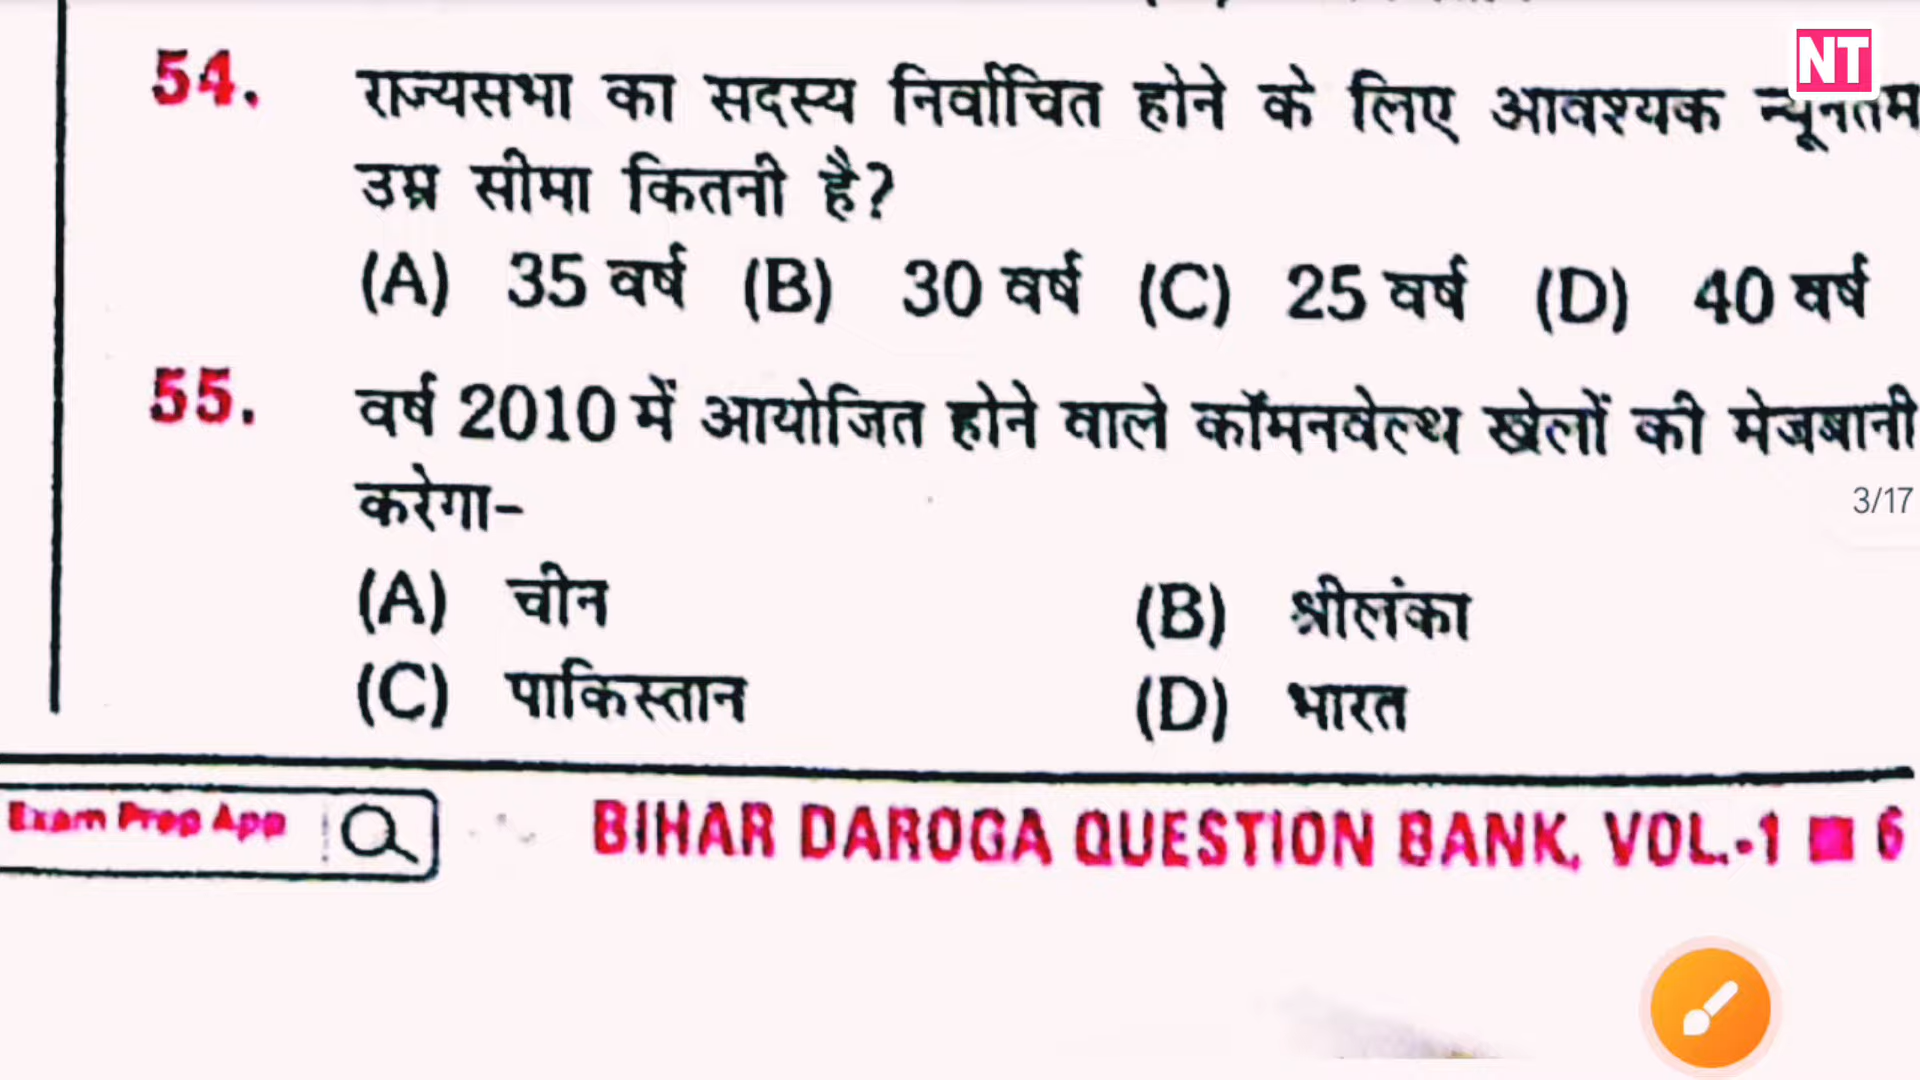 NT
54. राज्यसभा का सदस्य निर्वाचित होने के लिए आवश्यक न्यूनतम
उम्र सीमा कितनी है?
(A) 35 वर्ष (B) 30 वर्ष (C) 25 वर्ष (D) 40 वर्ष
55. वर्ष 2010 में आयोजित होने वाले कॉमनवेल्थ खेलों की मेजबानी
करेगा-
3/17
(A) चीन (B) श्रीलंका
(C) पाकिस्तान (D) भारत
Exam Prep App BIHAR DAROGA QUESTION BANK, VOL.-1 ■ 6